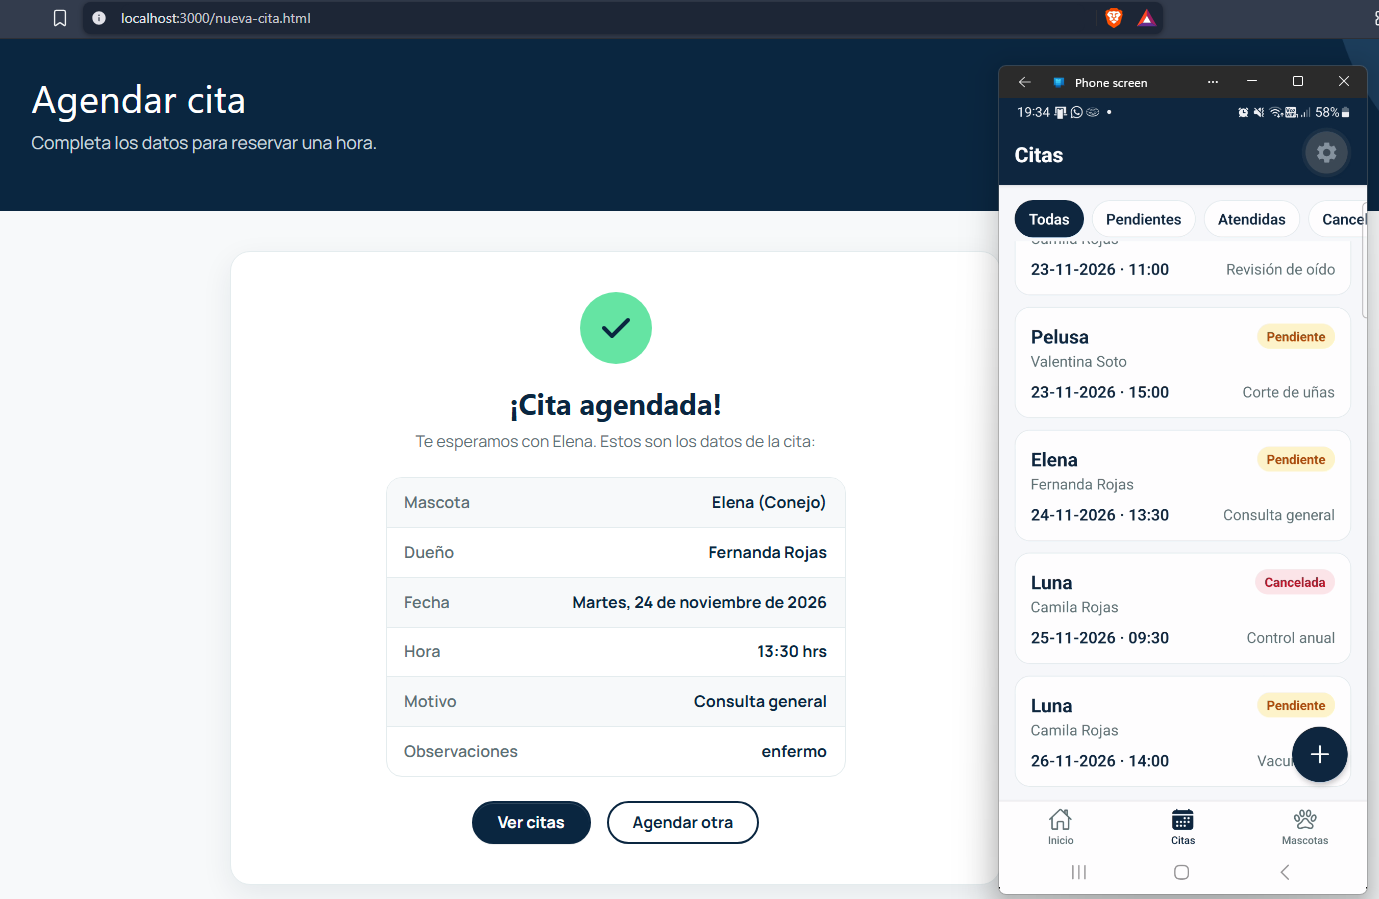 localhost:3000/nueva-cita.html
Agendar cita
Completa los datos para reservar una hora.
¡Cita agendada!
Te esperamos con Elena. Estos son los datos de la cita:
Mascota Elena (Conejo)
Dueño Fernanda Rojas
Fecha Martes, 24 de noviembre de 2026
Hora 13:30 hrs
Motivo Consulta general
Observaciones enfermo
Ver citas Agendar otra
Phone screen
19:34 58%
Citas
Todas Pendientes Atendidas Cancel
Camila Rojas
23-11-2026 · 11:00 Revisión de oído
Pelusa Pendiente
Valentina Soto
23-11-2026 · 15:00 Corte de uñas
Elena Pendiente
Fernanda Rojas
24-11-2026 · 13:30 Consulta general
Luna Cancelada
Camila Rojas
25-11-2026 · 09:30 Control anual
Luna Pendiente
Camila Rojas
26-11-2026 · 14:00
Inicio Citas Mascotas